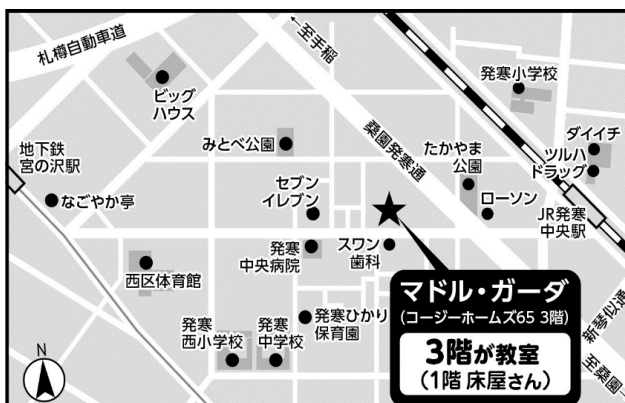 札樽自動車道
←至手稲
発寒小学校
ビッグ
ハウス
桑園発寒通
ダイイチ
ツルハ
ドラッグ
みとべ公園
たかやま
公園
地下鉄
宮の沢駅
なごやか亭
セブン
イレブン
ローソン
JR発寒
中央駅
発寒
中央病院
スワン
歯科
西区体育館
マドル・ガーダ
(コージーホームズ65 3階)
3階が教室
(1階 床屋さん)
新琴似通
至桑園→
発寒ひかり
保育園
発寒
西小学校
発寒
中学校
N